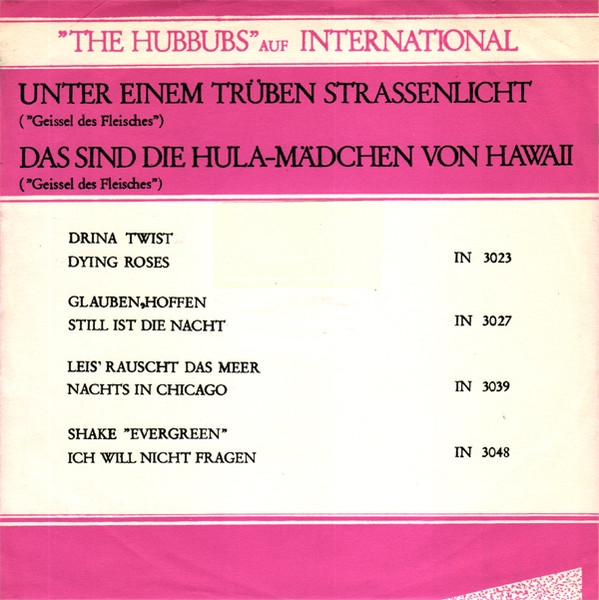 "THE HUBBUBS" AUF INTERNATIONAL
UNTER EINEM TRÜBEN STRASSENLICHT
("Geissel des Fleisches")
DAS SIND DIE HULA-MÄDCHEN VON HAWAII
("Geissel des Fleisches")
DRINA TWIST
DYING ROSES IN 3023
GLAUBEN,HOFFEN
STILL IST DIE NACHT IN 3027
LEIS' RAUSCHT DAS MEER
NACHTS IN CHICAGO IN 3039
SHAKE "EVERGREEN"
ICH WILL NICHT FRAGEN IN 3048